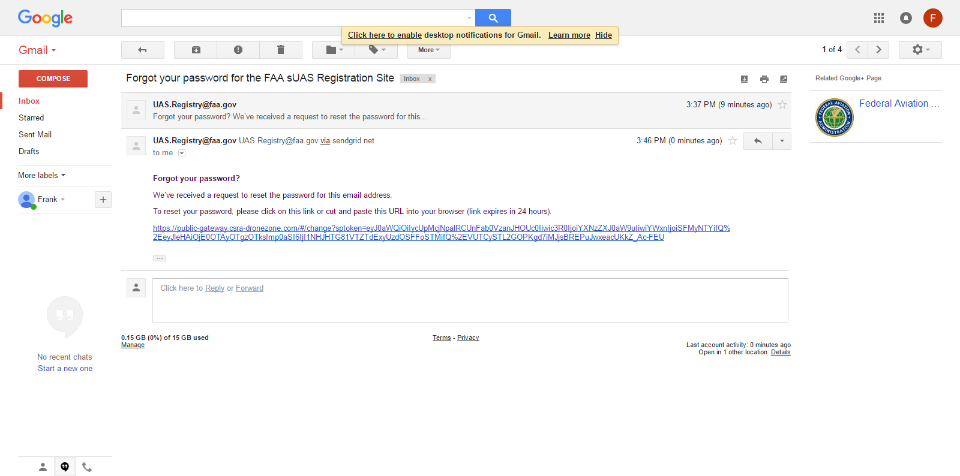 Google
Click here to enable desktop notifications for Gmail. Learn more Hide
F
Gmail
More
1 of 4
COMPOSE
Inbox
Starred
Sent Mail
Drafts
More labels
Frank
+
No recent chats
Start a new one
Forgot your password for the FAA sUAS Registration Site Inbox x
UAS.Registry@faa.gov 3:37 PM (9 minutes ago)
Forgot your password? We've received a request to reset the password for this...
UAS.Registry@faa.gov UAS.Registry@faa.gov via sendgrid.net 3:46 PM (0 minutes ago)
to me
Forgot your password?
We've received a request to reset the password for this email address.
To reset your password, please click on this link or cut and paste this URL into your browser (link expires in 24 hours).
...
Click here to Reply or Forward
0.15 GB (0%) of 15 GB used
Manage
Terms - Privacy
Last account activity: 0 minutes ago
Open in 1 other location Details
Related Google+ Page
Federal Aviation ...